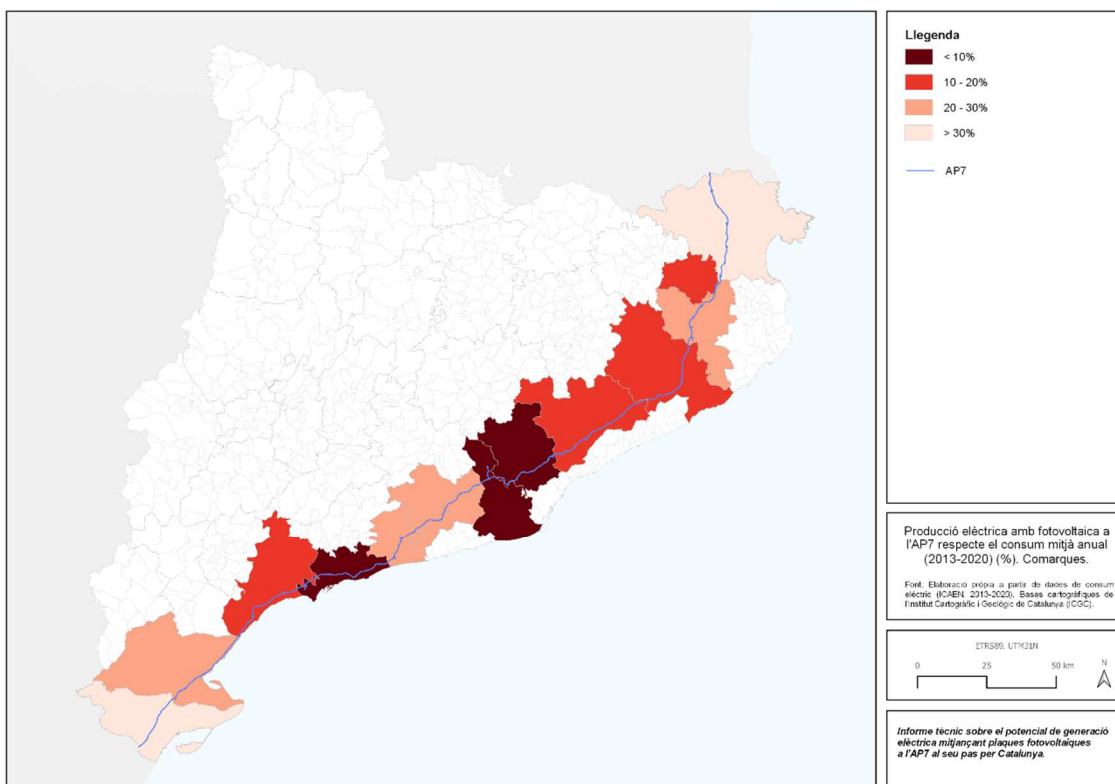 Llegenda
< 10%
10 - 20%
20 - 30%
> 30%
AP7
Producció elèctrica amb fotovoltaica a
l'AP7 respecte el consum mitjà anual
(2013-2020) (%). Comarques.
Font: Elaboració pròpia a partir de dades de consum
elèctric (ICAEN, 2013-2020). Bases cartogràfiques de
l'Institut Cartogràfic i Geològic de Catalunya (ICGC).
ETRS89, UTM31N
0 25 50 km
N
Informe tècnic sobre el potencial de generació
elèctrica mitjançant plaques fotovoltaïques
a l'AP7 al seu pas per Catalunya.